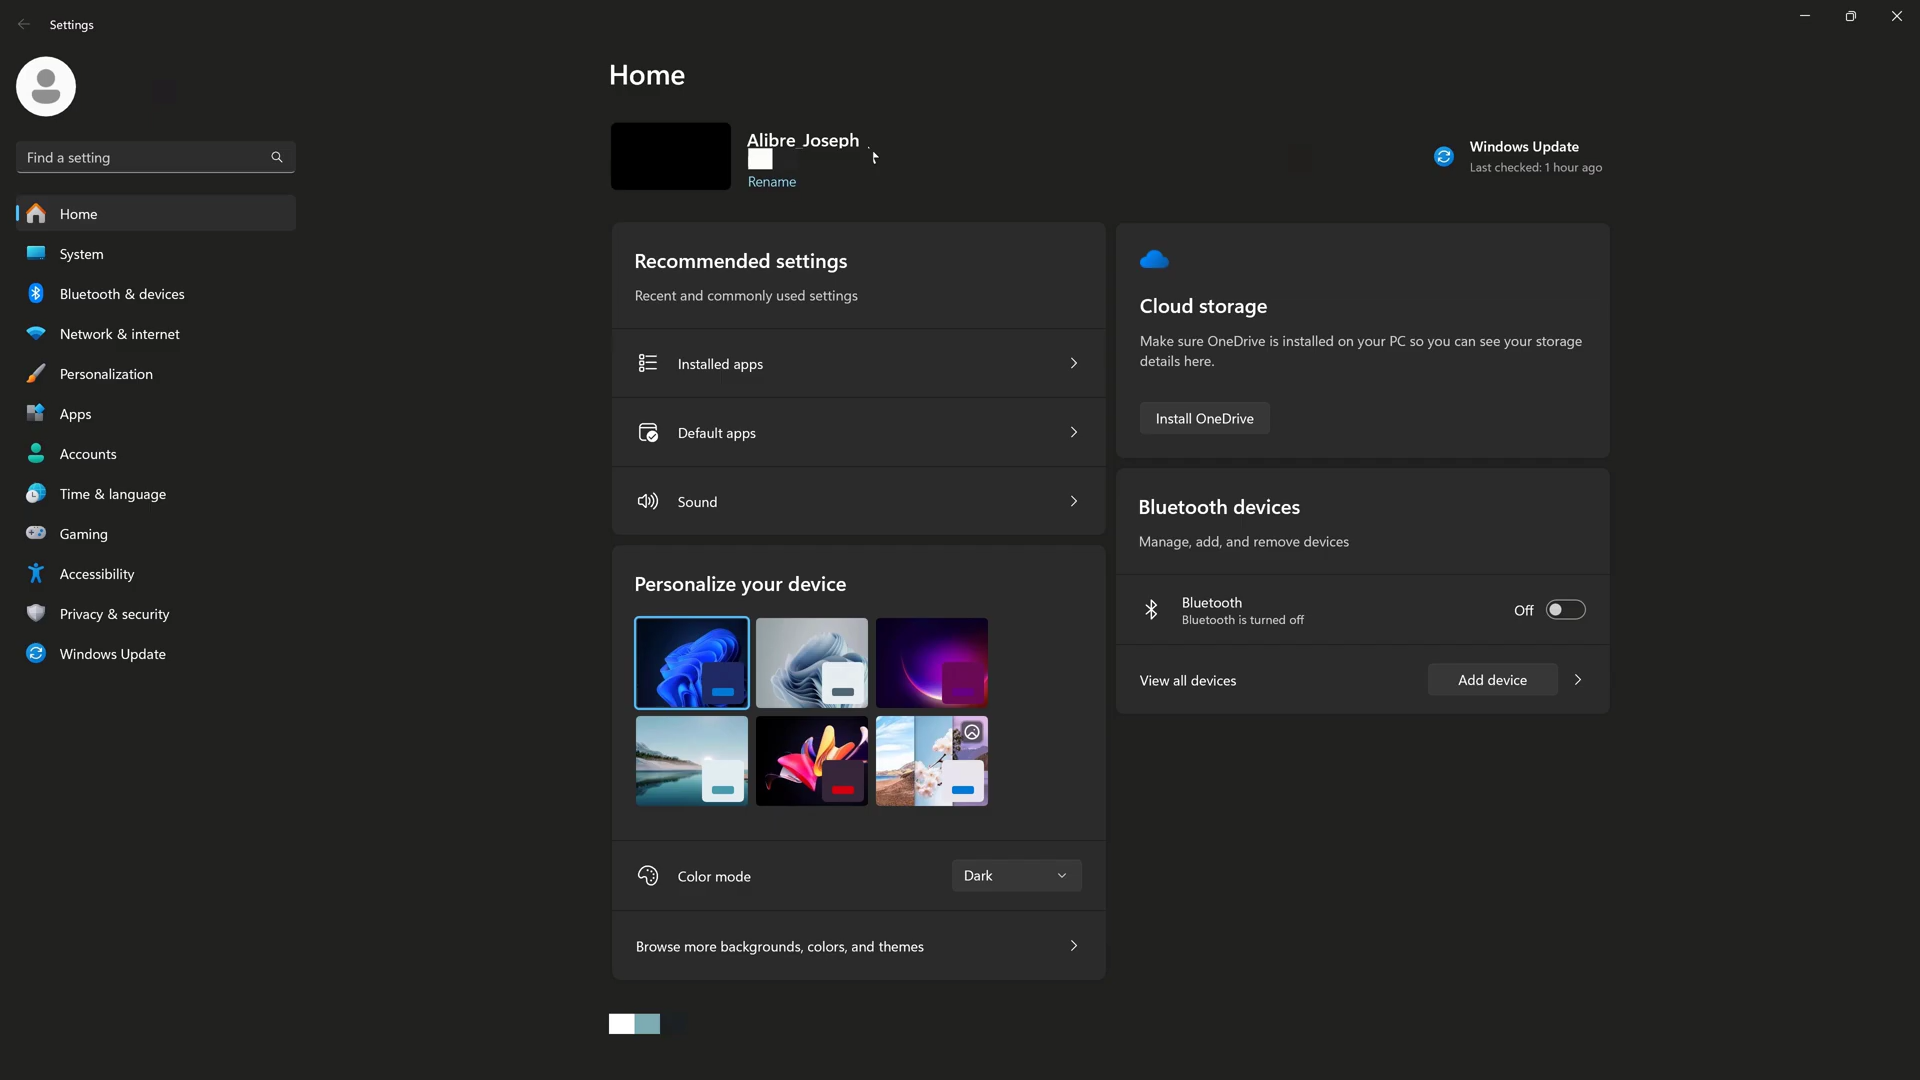 Settings
Find a setting
Home
System
Bluetooth & devices
Network & internet
Personalization
Apps
Accounts
Time & language
Gaming
Accessibility
Privacy & security
Windows Update
Home
Alibre_Joseph
Rename
Windows Update
Last checked: 1 hour ago
Recommended settings
Recent and commonly used settings
Installed apps
Default apps
Sound
Personalize your device
Color mode
Dark
Browse more backgrounds, colors, and themes
Cloud storage
Make sure OneDrive is installed on your PC so you can see your storage
details here.
Install OneDrive
Bluetooth devices
Manage, add, and remove devices
Bluetooth
Bluetooth is turned off
Off
View all devices
Add device